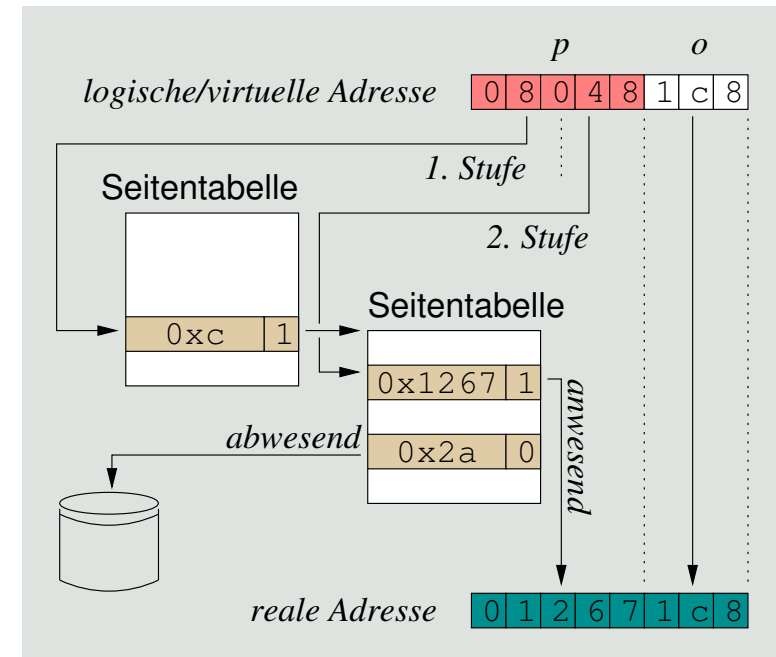 p o
logische/virtuelle Adresse 0 8 0 4 8 1 c 8
1. Stufe
Seitentabelle
2. Stufe
Seitentabelle
0xc 1
0x1267 1
anwesend
abwesend
0x2a 0
reale Adresse 0 1 2 6 7 1 c 8